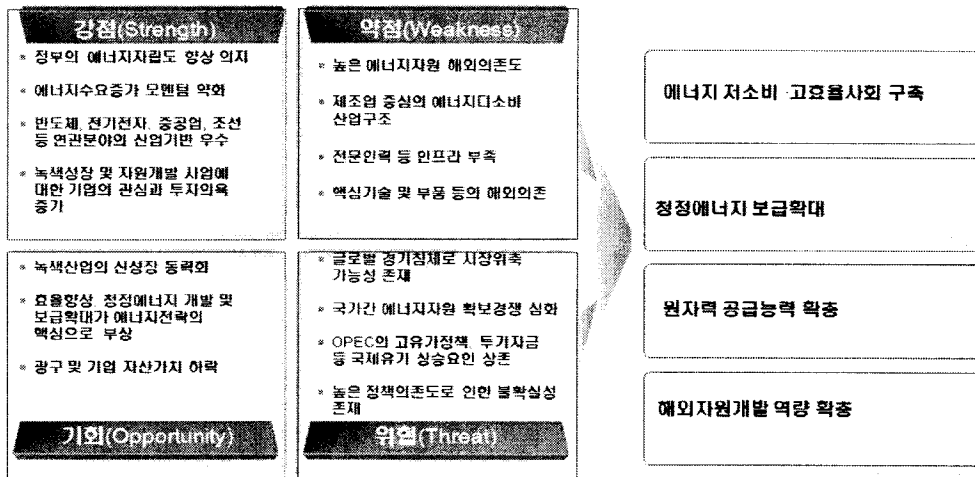 강점(Strength)
* 정부의 에너지자립도 향상 의지
* 에너지수요증가 모멘텀 약화
* 반도체, 전기전자, 중공업, 조선
등 연관분야의 산업기반 우수
* 녹색성장 및 자원개발 사업에
대한 기업의 관심과 투자의욕
증가
약점(Weakness)
* 높은 에너지자원 해외의존도
* 제조업 중심의 에너지다소비
산업구조
* 전문인력 등 인프라 부족
* 핵심기술 및 부품 등의 해외의존
* 녹색산업의 신성장 동력화
* 효율향상, 청정에너지 개발 및
보급확대가 에너지전략의
핵심으로 부상
* 광구 및 기업 자산가치 하락
기회(Opportunity)
* 글로벌 경기침체로 시장위축
가능성 존재
* 국가간 에너지자원 확보경쟁 심화
* OPEC의 고유가정책, 투기자금
등 국제유가 상승요인 상존
* 높은 정책의존도로 인한 불확실성
존재
위협(Threat)
에너지 저소비·고효율사회 구축
청정에너지 보급확대
원자력 공급능력 확충
해외자원개발 역량 확충